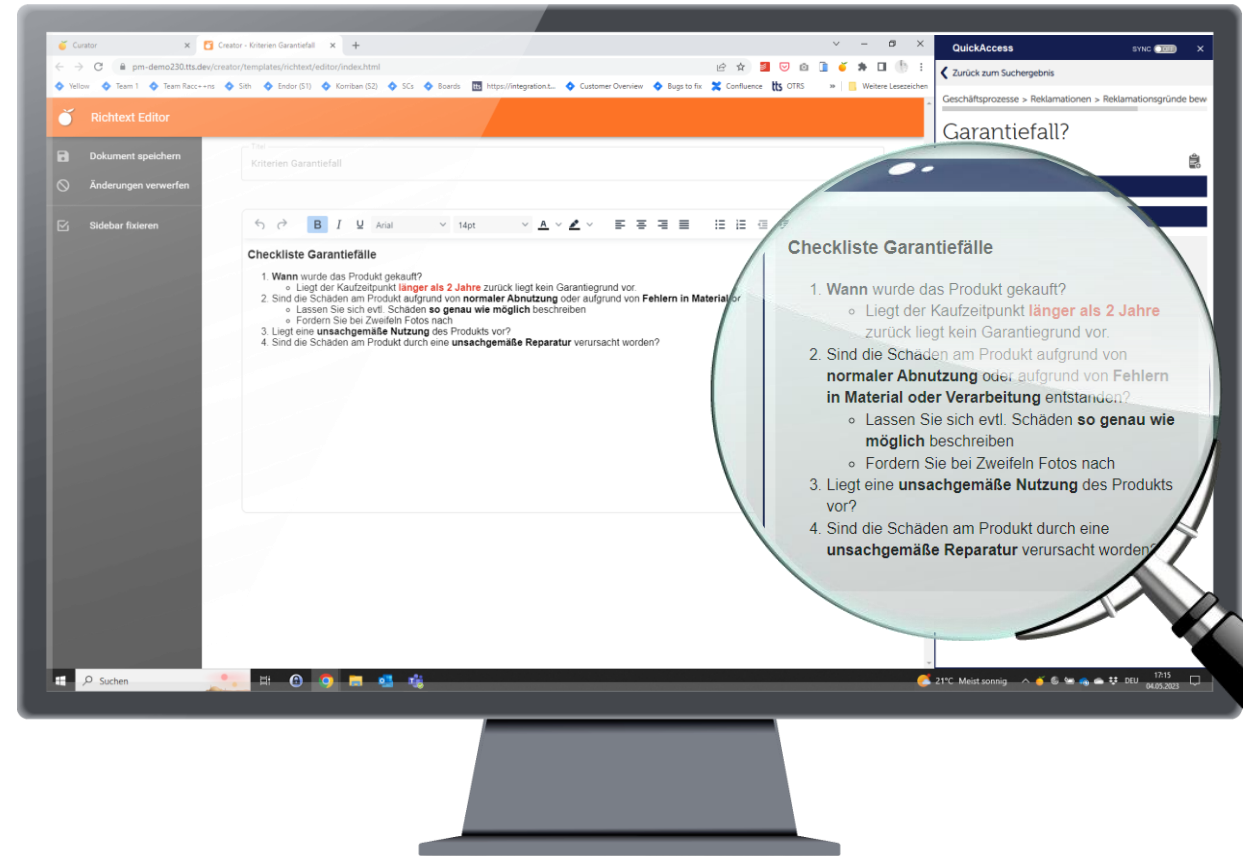 Curator
Creator - Kriterien Garantiefall
pm-demo230.tts.dev/creator/templates/richtext/editor/index.html
Yellow
Team 1
Team Racc++ns
Sith
Endor (S1)
Korriban (S2)
SCs
Boards
tts https://integration.t...
Customer Overview
Bugs to fix
Confluence
tts OTRS
»
Weitere Lesezeichen
Richtext Editor
Dokument speichern
Änderungen verwerfen
Sidebar fixieren
Titel
Kriterien Garantiefall
B I U Arial 14pt A
Checkliste Garantiefälle
1. Wann wurde das Produkt gekauft?
Liegt der Kaufzeitpunkt länger als 2 Jahre zurück liegt kein Garantiegrund vor.
2. Sind die Schäden am Produkt aufgrund von normaler Abnutzung oder aufgrund von Fehlern in Material or
Lassen Sie sich evtl. Schäden so genau wie möglich beschreiben
Fordern Sie bei Zweifeln Fotos nach
3. Liegt eine unsachgemäße Nutzung des Produkts vor?
4. Sind die Schäden am Produkt durch eine unsachgemäße Reparatur verursacht worden?
QuickAccess
SYNC OFF
Zurück zum Suchergebnis
Geschäftsprozesse > Reklamationen > Reklamationsgründe bew
Garantiefall?
Checkliste Garantiefälle
1. Wann wurde das Produkt gekauft?
Liegt der Kaufzeitpunkt länger als 2 Jahre
zurück liegt kein Garantiegrund vor.
2. Sind die Schäden am Produkt aufgrund von
normaler Abnutzung oder aufgrund von Fehlern
in Material oder Verarbeitung entstanden?
Lassen Sie sich evtl. Schäden so genau wie
möglich beschreiben
Fordern Sie bei Zweifeln Fotos nach
3. Liegt eine unsachgemäße Nutzung des Produkts
vor?
4. Sind die Schäden am Produkt durch eine
unsachgemäße Reparatur verursacht worden?
Suchen
21°C Meist sonnig
DEU
17:15
04.05.2023